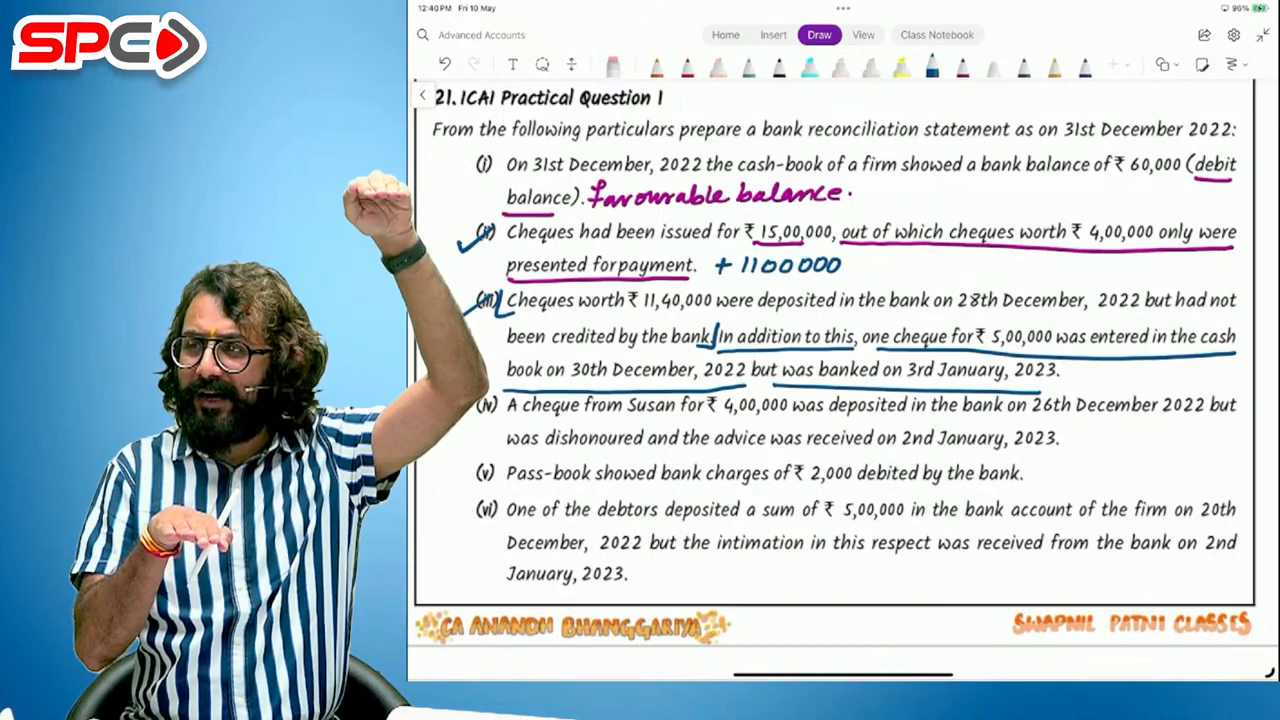 SPC
12:40 PM Fri 10 May
96%
Advanced Accounts
Home Insert Draw View Class Notebook
21. ICAI Practical Question 1
From the following particulars prepare a bank reconciliation statement as on 31st December 2022:
(i) On 31st December, 2022 the cash-book of a firm showed a bank balance of ₹ 60,000 (debit
balance). favourable balance.
(ii) Cheques had been issued for ₹ 15,00,000, out of which cheques worth ₹ 4,00,000 only were
presented for payment. + 1100000
(iii) Cheques worth ₹ 11,40,000 were deposited in the bank on 28th December, 2022 but had not
been credited by the bank. In addition to this, one cheque for ₹ 5,00,000 was entered in the cash
book on 30th December, 2022 but was banked on 3rd January, 2023.
(iv) A cheque from Susan for ₹ 4,00,000 was deposited in the bank on 26th December 2022 but
was dishonoured and the advice was received on 2nd January, 2023.
(v) Pass-book showed bank charges of ₹ 2,000 debited by the bank.
(vi) One of the debtors deposited a sum of ₹ 5,00,000 in the bank account of the firm on 20th
December, 2022 but the intimation in this respect was received from the bank on 2nd
January, 2023.
CA ANANDH BHANGGARIYA SWAPNIL PATNI CLASSES